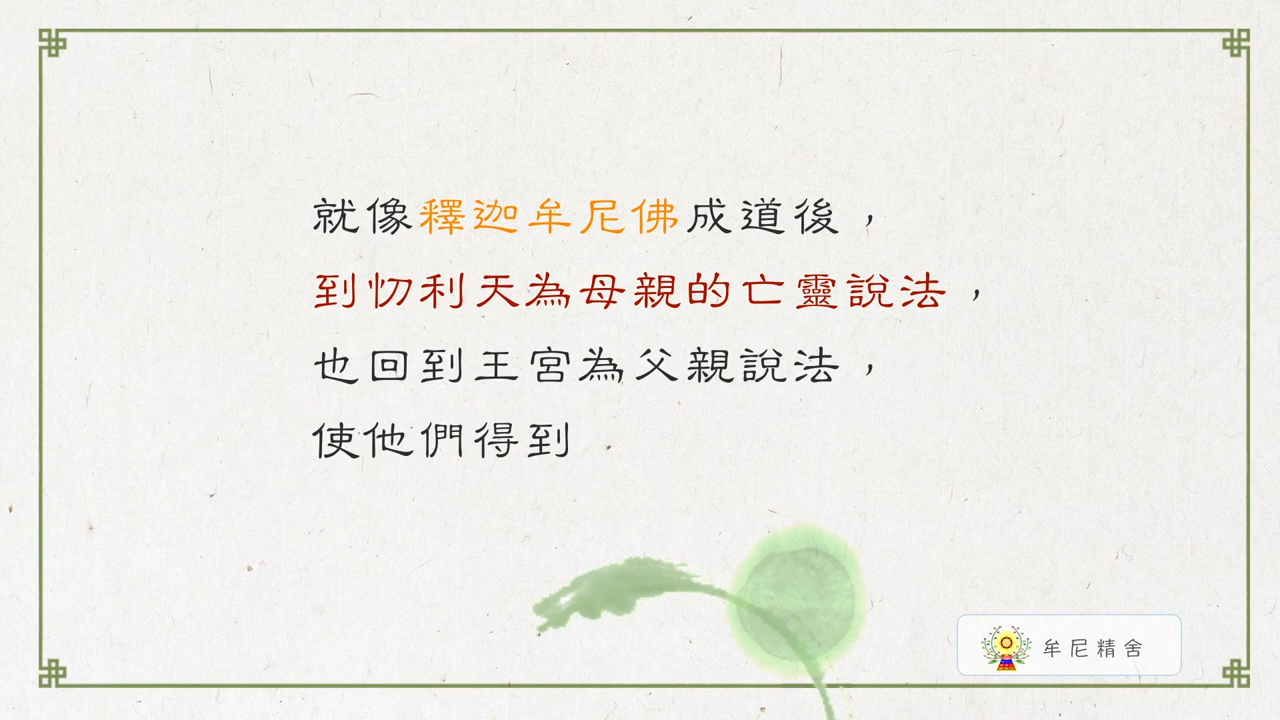 就像釋迦牟尼佛成道後，
到忉利天為母親的亡靈說法，
也回到王宮為父親說法，
使他們得到
牟尼精舍